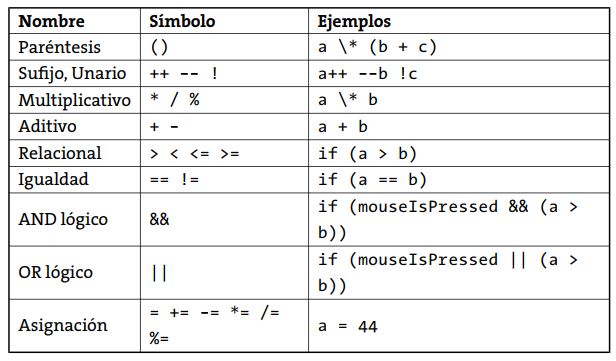 Nombre Símbolo Ejemplos
Paréntesis () a \* (b + c)
Sufijo, Unario ++ -- ! a++ --b !c
Multiplicativo * / % a \* b
Aditivo + - a + b
Relacional > < <= >= if (a > b)
Igualdad == != if (a == b)
AND lógico && if (mouseIsPressed && (a >
b))
OR lógico || if (mouseIsPressed || (a >
b))
Asignación = += -= *= /= a = 44
%=